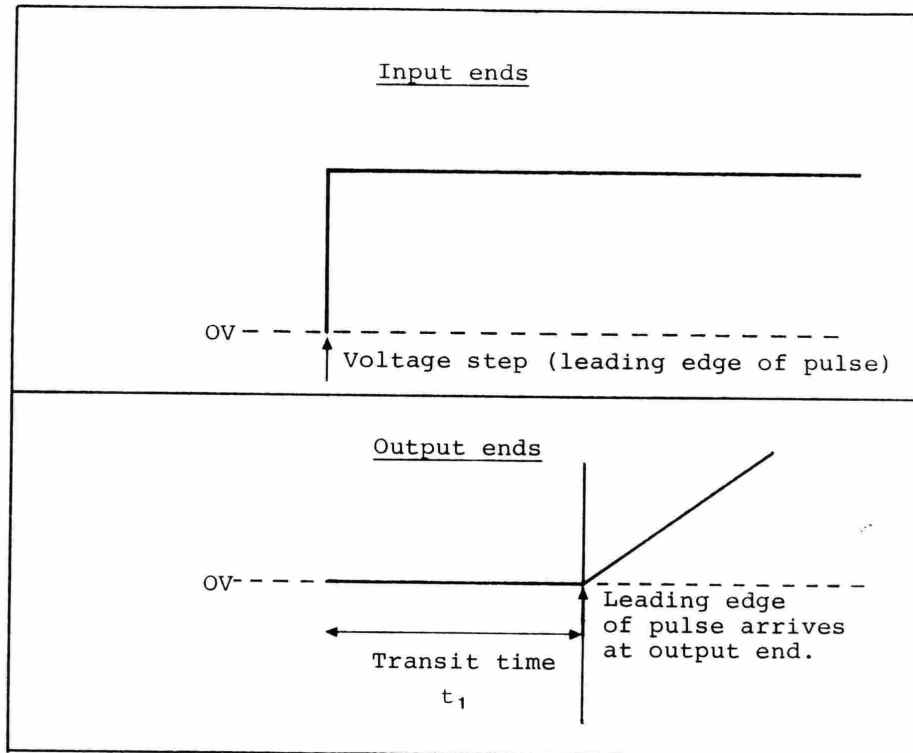 Input ends
OV
Voltage step (leading edge of pulse)
Output ends
OV
Leading edge
of pulse arrives
at output end.
Transit time
t₁